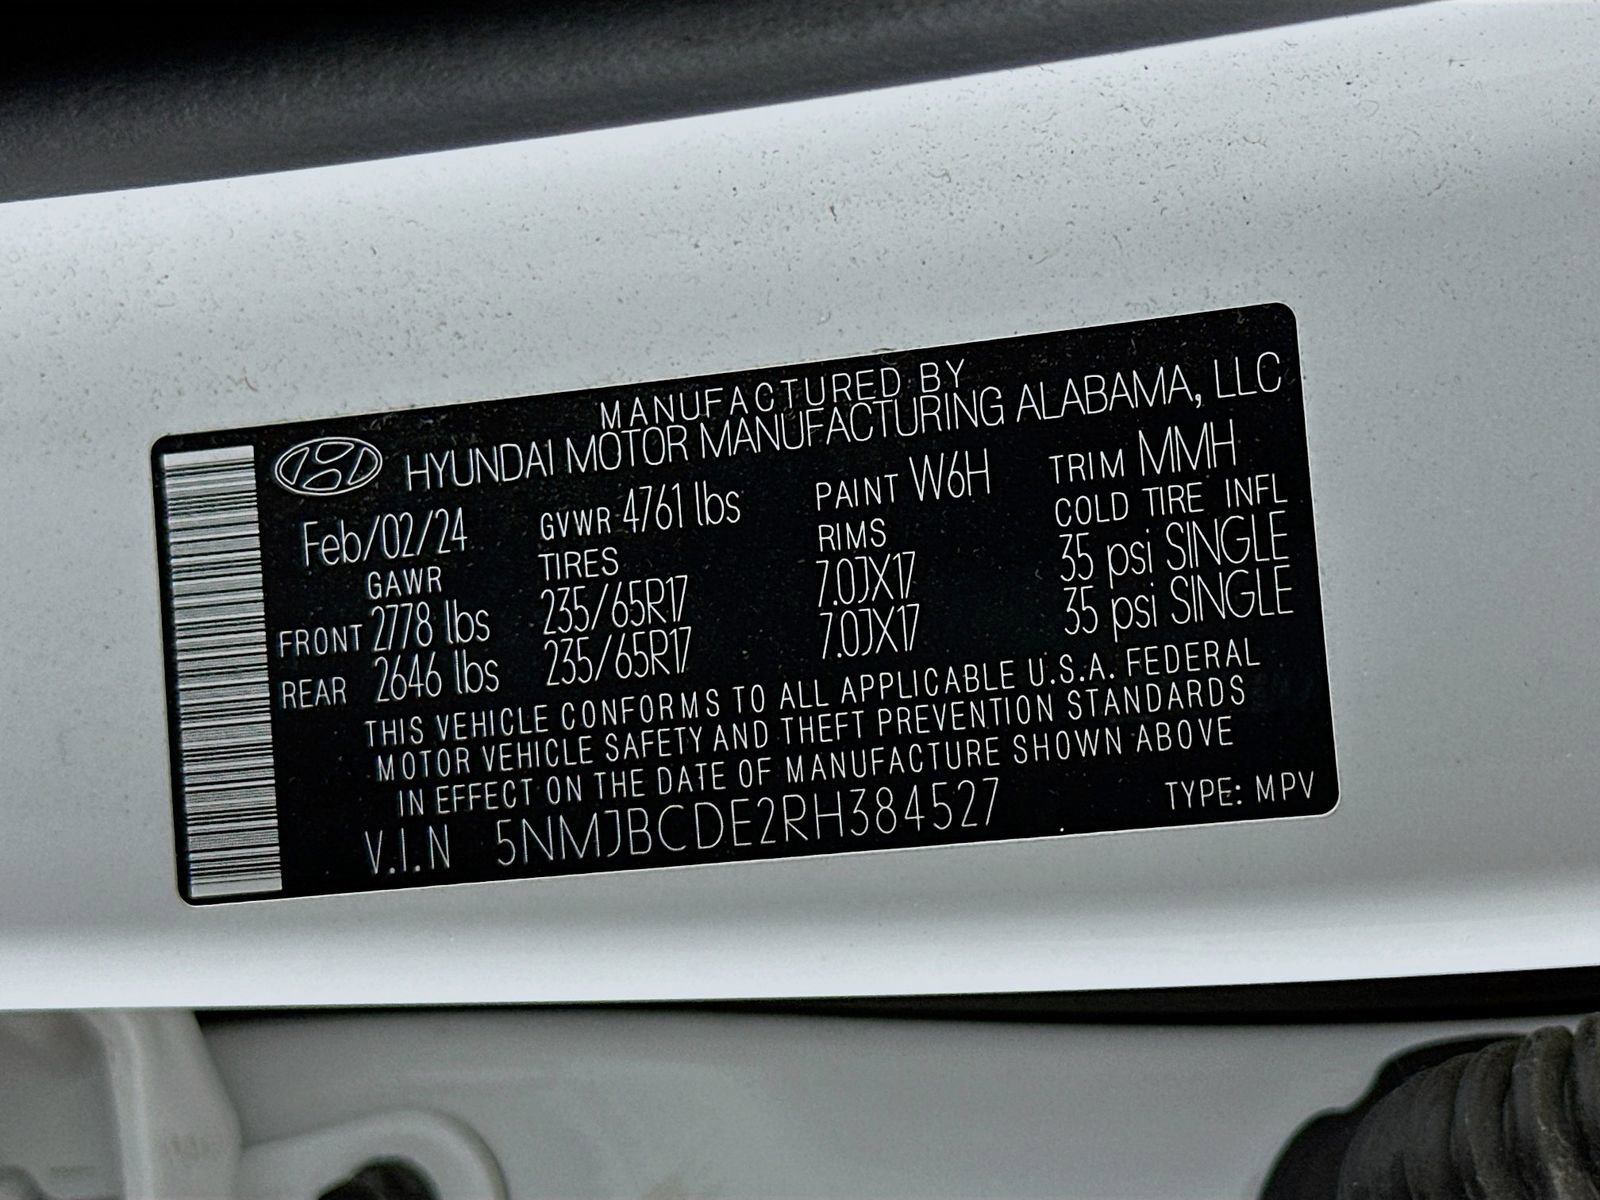 MANUFACTURED BY
HYUNDAI MOTOR MANUFACTURING ALABAMA, LLC
Feb/02/24 GVWR 4761 lbs PAINT W6H TRIM MMH
GAWR TIRES RIMS COLD TIRE INFL
FRONT 2778 lbs 235/65R17 7.0JX17 35 psi SINGLE
REAR 2646 lbs 235/65R17 7.0JX17 35 psi SINGLE
THIS VEHICLE CONFORMS TO ALL APPLICABLE U.S.A. FEDERAL
MOTOR VEHICLE SAFETY AND THEFT PREVENTION STANDARDS
IN EFFECT ON THE DATE OF MANUFACTURE SHOWN ABOVE
V.I.N 5NMJBCDE2RH384527 TYPE: MPV